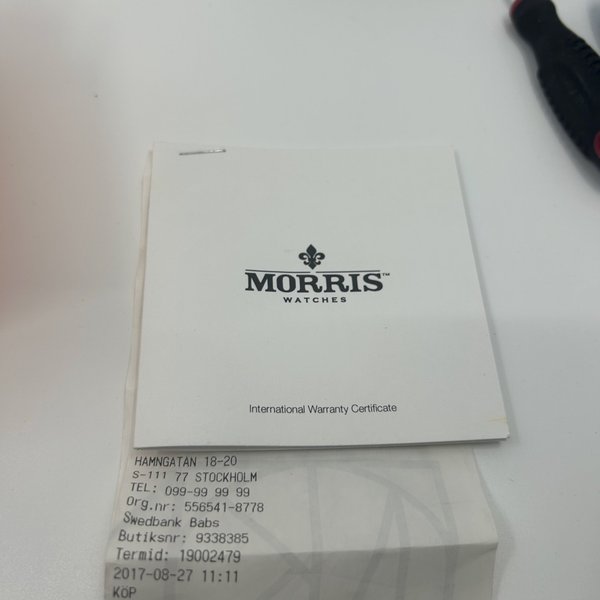 MORRIS™
WATCHES
International Warranty Certificate
HAMNGATAN 18-20
S-111 77 STOCKHOLM
TEL: 099-99 99 99
Org.nr: 556541-8778
Swedbank Babs
Butiksnr: 9338385
Termid: 19002479
2017-08-27 11:11
KÖP